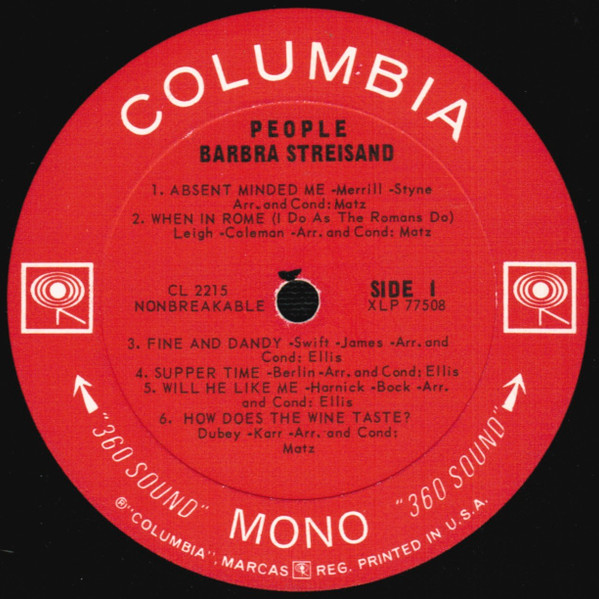 COLUMBIA
PEOPLE
BARBRA STREISAND
1. ABSENT MINDED ME -Merrill -Styne
Arr. and Cond: Matz
2. WHEN IN ROME (I Do As The Romans Do)
Leigh -Coleman -Arr. and Cond: Matz
CL 2215
NONBREAKABLE
SIDE 1
XLP 77508
3. FINE AND DANDY -Swift -James -Arr. and
Cond: Ellis
4. SUPPER TIME -Berlin -Arr. and Cond: Ellis
5. WILL HE LIKE ME -Harnick -Bock -Arr.
and Cond: Ellis
6. HOW DOES THE WINE TASTE?
Dubey -Karr -Arr. and Cond:
Matz
"360 SOUND"
MONO
"360 SOUND"
®"COLUMBIA", MARCAS REG. PRINTED IN U.S.A.